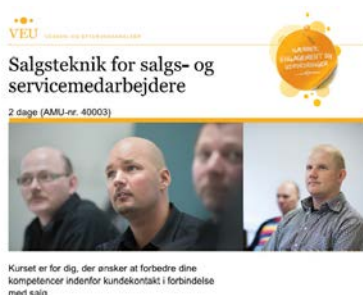 VEU
Salgsteknik for salgs- og
servicemedarbejdere
2 dage (AMU-nr. 40003)
Kurset er for dig, der ønsker at forbedre dine
kompetencer indenfor kundekontakt i forbindelse
med salg